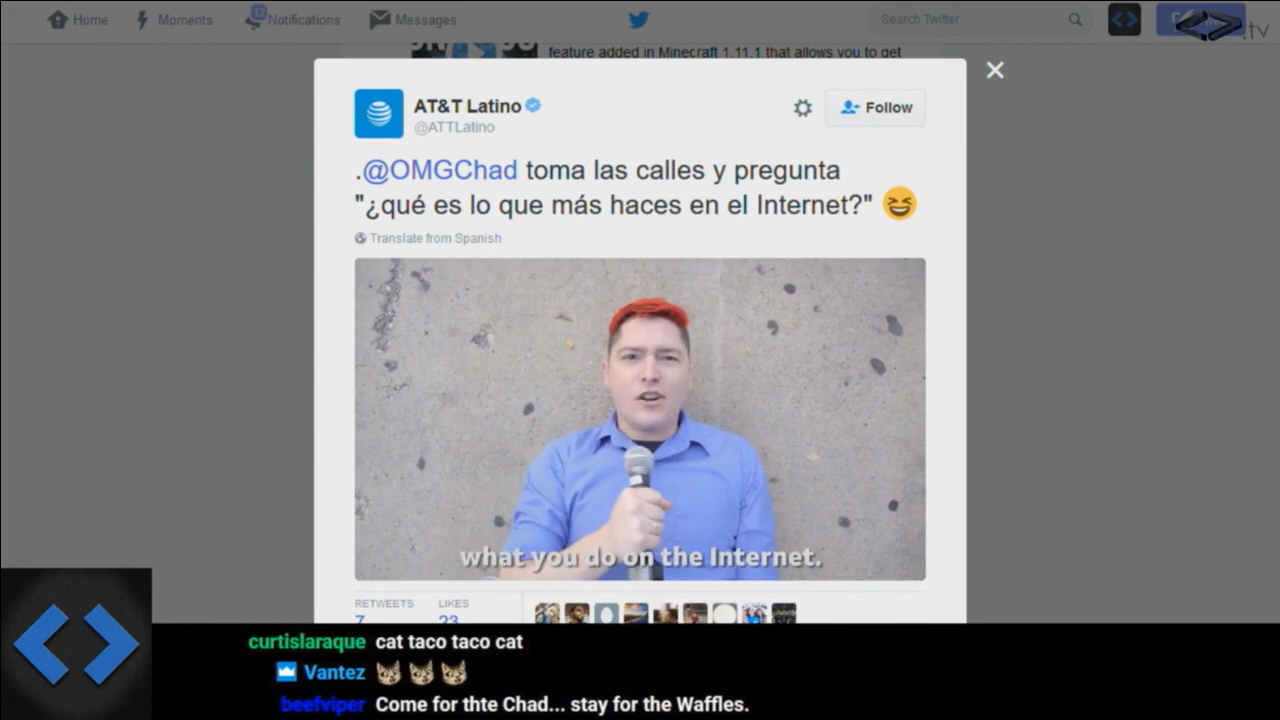 Home
Moments
12
Notifications
Messages
Search Twitter
.tv
feature added in Minecraft 1.11.1 that allows you to get
AT&T Latino
@ATTLatino
Follow
.@OMGChad toma las calles y pregunta
"¿qué es lo que más haces en el Internet?"
Translate from Spanish
what you do on the Internet.
RETWEETS
LIKES
7
23
curtislaraque cat taco taco cat
Vantez
beefviper Come for thte Chad... stay for the Waffles.